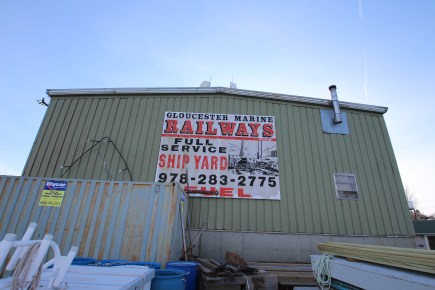 GLOUCESTER MARINE
RAILWAYS
FULL
SERVICE
SHIP YARD
978-283-2775
FUEL